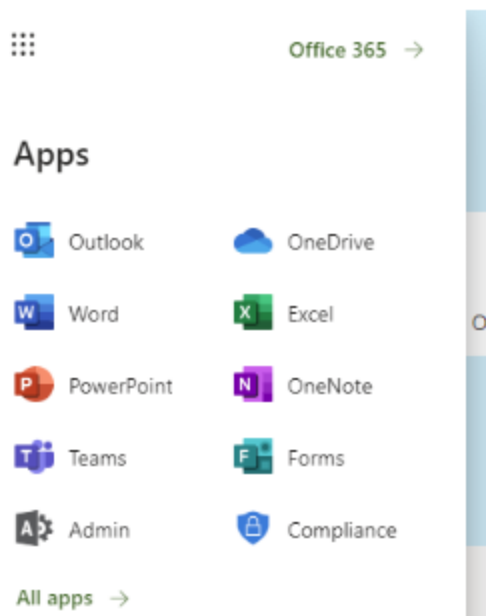 Office 365 →
Apps
Outlook
OneDrive
Word
Excel
PowerPoint
OneNote
Teams
Forms
Admin
Compliance
All apps →